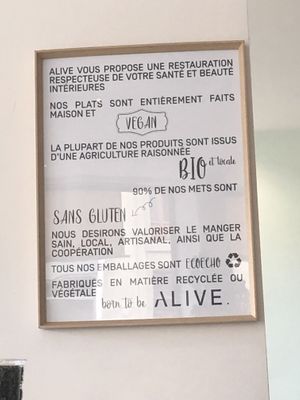 ALIVE VOUS PROPOSE UNE RESTAURATION
RESPECTEUSE DE VOTRE SANTÉ ET BEAUTÉ
INTÉRIEURES
NOS PLATS SONT ENTIÈREMENT FAITS
MAISON ET
VEGAN
LA PLUPART DE NOS PRODUITS SONT ISSUS
D'UNE AGRICULTURE RAISONNÉE
BIO et locale
90% DE NOS METS SONT
SANS GLUTEN
NOUS DESIRONS VALORISER LE MANGER
SAIN, LOCAL, ARTISANAL, AINSI QUE LA
COOPÉRATION
TOUS NOS EMBALLAGES SONT ECOECHO
FABRIQUÉS EN MATIÈRE RECYCLÉE OU
VÉGÉTALE
born to be ALIVE.